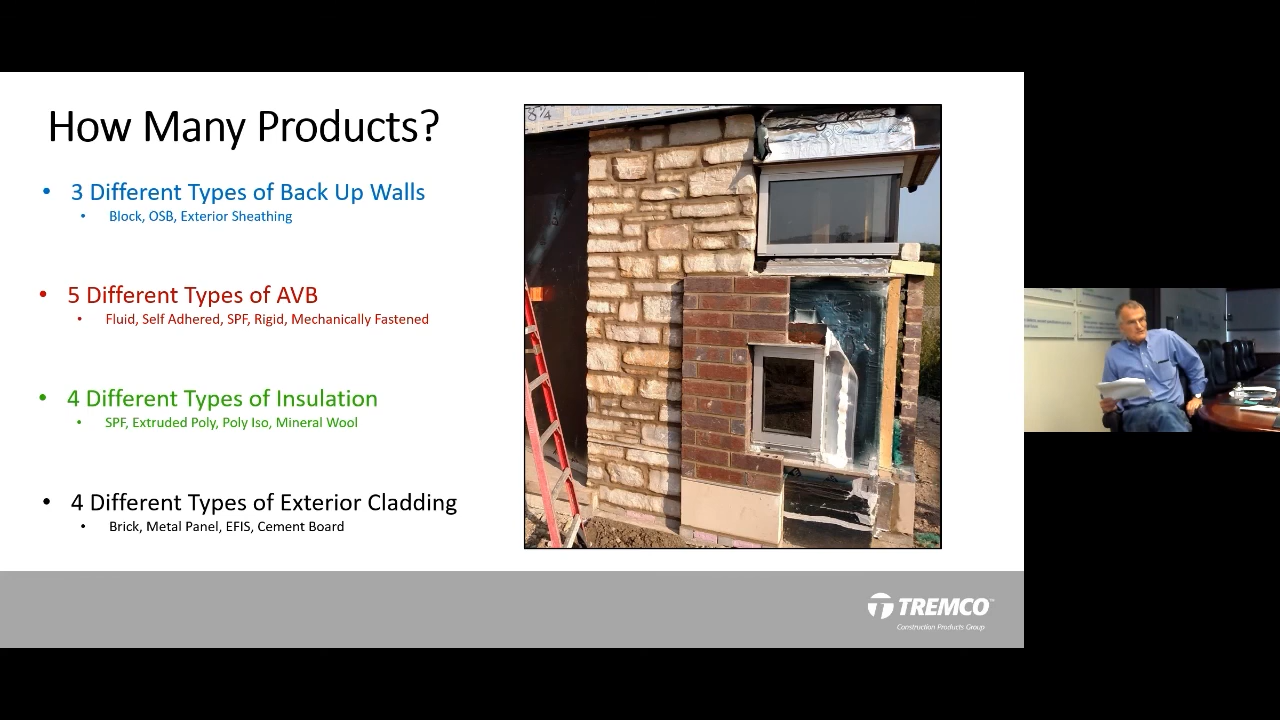 How Many Products?
• 3 Different Types of Back Up Walls
• Block, OSB, Exterior Sheathing
• 5 Different Types of AVB
• Fluid, Self Adhered, SPF, Rigid, Mechanically Fastened
• 4 Different Types of Insulation
• SPF, Extruded Poly, Poly Iso, Mineral Wool
• 4 Different Types of Exterior Cladding
• Brick, Metal Panel, EFIS, Cement Board
TREMCO™
Construction Products Group